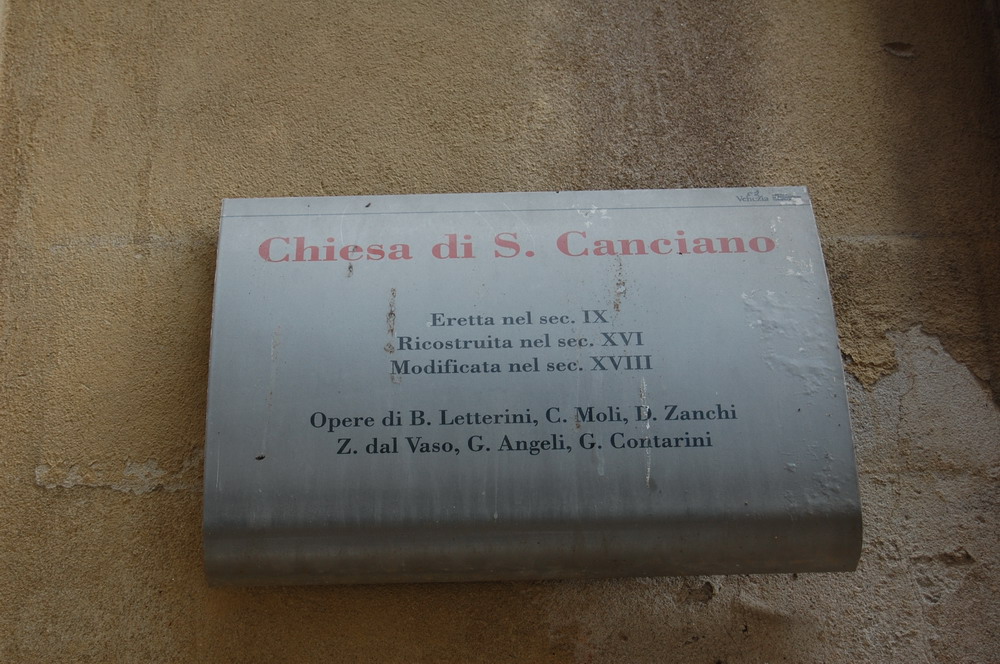 Venezia
Chiesa di S. Canciano
Eretta nel sec. IX
Ricostruita nel sec. XVI
Modificata nel sec. XVIII
Opere di B. Letterini, C. Moli, D. Zanchi
Z. dal Vaso, G. Angeli, G. Contarini